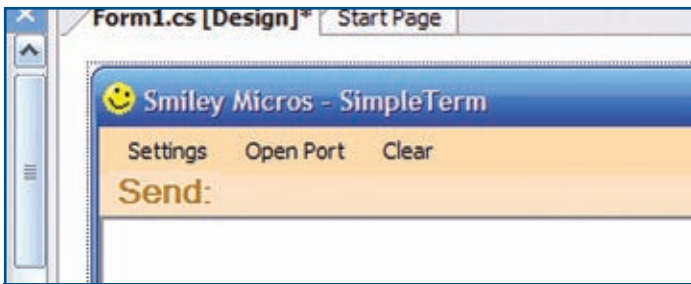 Form1.cs [Design]* Start Page
Smiley Micros - SimpleTerm
Settings Open Port Clear
Send: